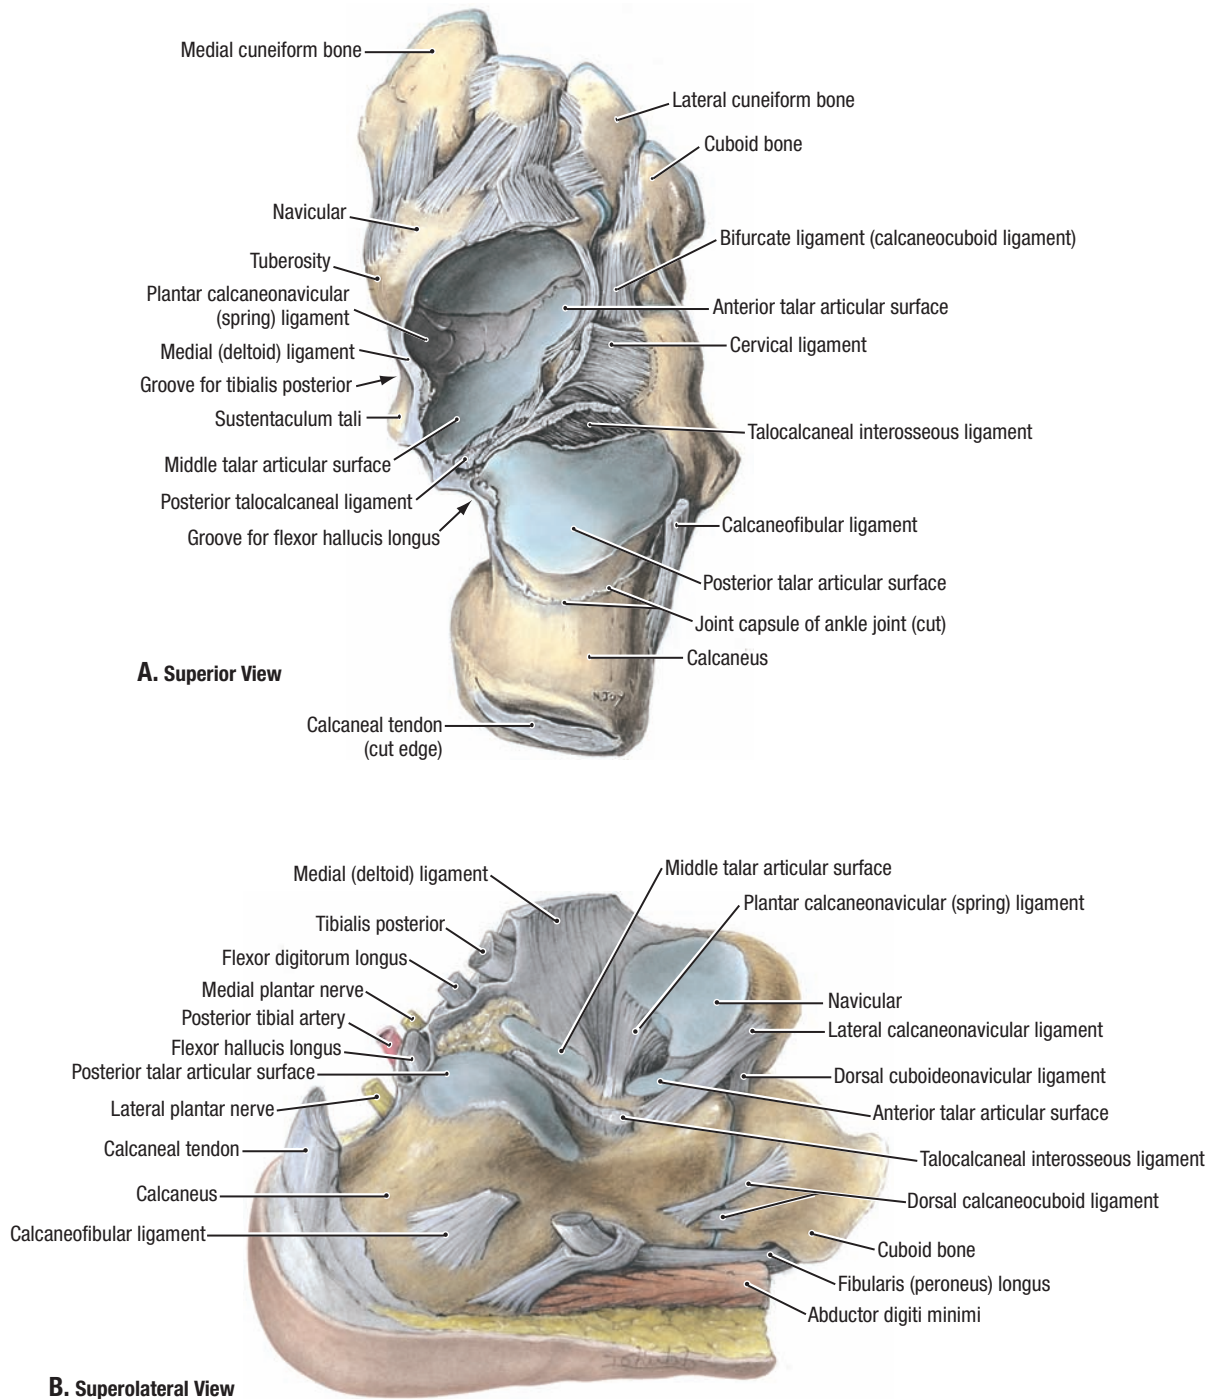 Medial cuneiform bone
Lateral cuneiform bone
Cuboid bone
Navicular
Bifurcate ligament (calcaneocuboid ligament)
Tuberosity
Plantar calcaneonavicular
(spring) ligament
Anterior talar articular surface
Medial (deltoid) ligament
Cervical ligament
Groove for tibialis posterior
Sustentaculum tali
Talocalcaneal interosseous ligament
Middle talar articular surface
Posterior talocalcaneal ligament
Calcaneofibular ligament
Groove for flexor hallucis longus
Posterior talar articular surface
Joint capsule of ankle joint (cut)
Calcaneus
A. Superior View
N.Joy
Calcaneal tendon
(cut edge)
Medial (deltoid) ligament
Middle talar articular surface
Plantar calcaneonavicular (spring) ligament
Tibialis posterior
Flexor digitorum longus
Medial plantar nerve
Navicular
Posterior tibial artery
Lateral calcaneonavicular ligament
Flexor hallucis longus
Posterior talar articular surface
Dorsal cuboideonavicular ligament
Lateral plantar nerve
Anterior talar articular surface
Calcaneal tendon
Talocalcaneal interosseous ligament
Calcaneus
Dorsal calcaneocuboid ligament
Calcaneofibular ligament
Cuboid bone
Fibularis (peroneus) longus
Abductor digiti minimi
B. Superolateral View